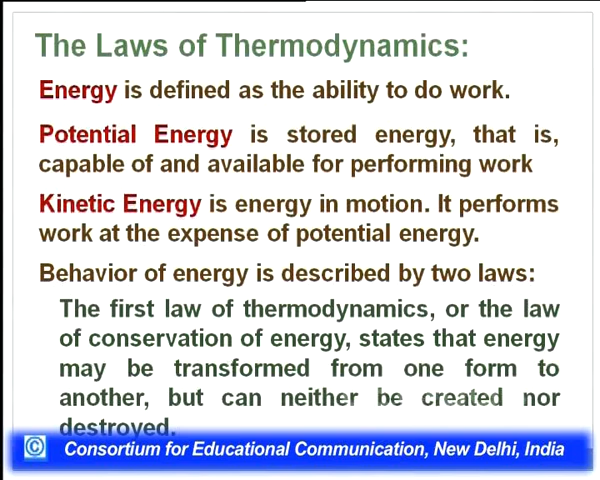 The Laws of Thermodynamics:
Energy is defined as the ability to do work.
Potential Energy is stored energy, that is,
capable of and available for performing work
Kinetic Energy is energy in motion. It performs
work at the expense of potential energy.
Behavior of energy is described by two laws:
The first law of thermodynamics, or the law
of conservation of energy, states that energy
may be transformed from one form to
another, but can neither be created nor
destroyed.
© Consortium for Educational Communication, New Delhi, India